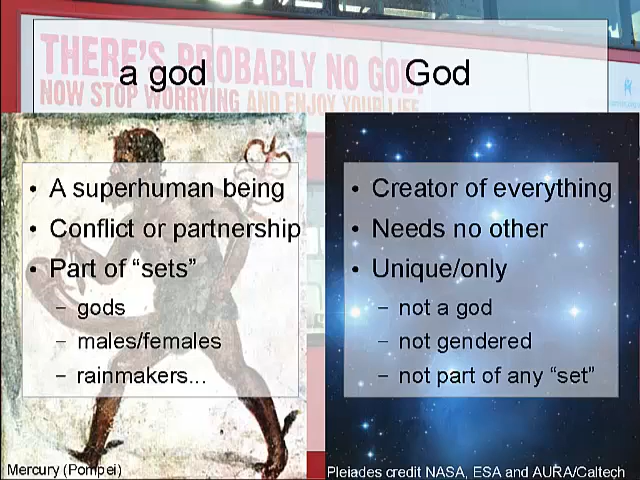 THERE'S PROBABLY NO GOD.
NOW STOP WORRYING AND ENJOY YOUR LIFE
a god
God
• A superhuman being
• Conflict or partnership
• Part of “sets”
– gods
– males/females
– rainmakers...
• Creator of everything
• Needs no other
• Unique/only
– not a god
– not gendered
– not part of any “set”
Mercury (Pompei)
Pleiades credit NASA, ESA and AURA/Caltech